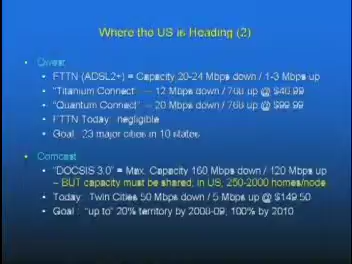 Where the US is Heading (2)
• Qwest
• FTTN (ADSL2+) = Capacity 20-24 Mbps down / 1-3 Mbps up
• "Titanium Connect" – 12 Mbps down / 768 up @ $46.99
• "Quantum Connect" – 20 Mbps down / 768 up @ $99.99
• FTTN Today: negligible
• Goal: 23 major cities in 10 states
• Comcast
• "DOCSIS 3.0" = Max. Capacity 160 Mbps down / 120 Mbps up
– BUT capacity must be shared; in US, 250-2000 homes/node
• Today: Twin Cities 50 Mbps down / 5 Mbps up @ $149.50
• Goal: "up to" 20% territory by 2008-09, 100% by 2010